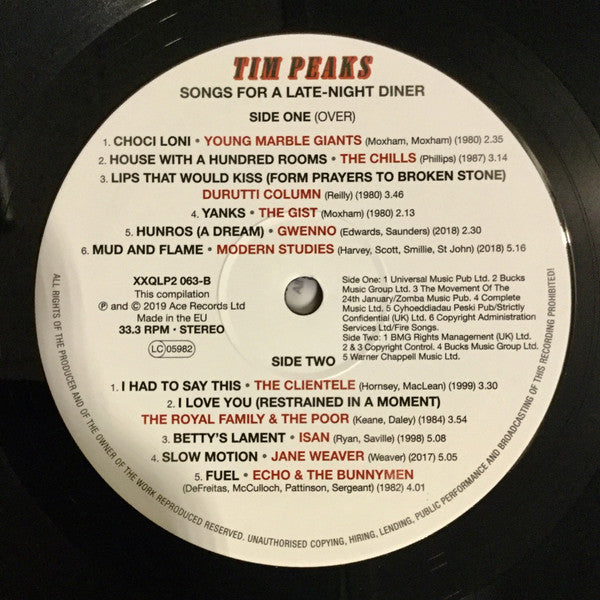 TIM PEAKS
SONGS FOR A LATE-NIGHT DINER
SIDE ONE (OVER)
1. CHOCI LONI • YOUNG MARBLE GIANTS (Moxham, Moxham) (1980) 2.35
2. HOUSE WITH A HUNDRED ROOMS • THE CHILLS (Phillips) (1987) 3.14
3. LIPS THAT WOULD KISS (FORM PRAYERS TO BROKEN STONE)
DURUTTI COLUMN (Reilly) (1980) 3.46
4. YANKS • THE GIST (Moxham) (1980) 2.13
5. HUNROS (A DREAM) • GWENNO (Edwards, Saunders) (2018) 2.30
6. MUD AND FLAME • MODERN STUDIES (Harvey, Scott, Smillie, St John) (2018) 5.16
XXQLP2 063-B
This compilation
℗ and © 2019 Ace Records Ltd
Made in the EU
33.3 RPM • STEREO
LC 05982
Side One: 1 Universal Music Pub Ltd. 2 Bucks
Music Group Ltd. 3 The Movement Of The
24th January/Zomba Music Pub. 4 Complete
Music Ltd. 5 Cyhoeddiadau Peski Pub/Strictly
Confidential (UK) Ltd. 6 Copyright Administration
Services Ltd/Fire Songs.
Side Two: 1 BMG Rights Management (UK) Ltd.
2 & 3 Copyright Control. 4 Bucks Music Group Ltd.
5 Warner Chappell Music Ltd.
SIDE TWO
1. I HAD TO SAY THIS • THE CLIENTELE (Hornsey, MacLean) (1999) 3.30
2. I LOVE YOU (RESTRAINED IN A MOMENT)
THE ROYAL FAMILY & THE POOR (Keane, Daley) (1984) 3.54
3. BETTY'S LAMENT • ISAN (Ryan, Saville) (1998) 5.08
4. SLOW MOTION • JANE WEAVER (Weaver) (2017) 5.05
5. FUEL • ECHO & THE BUNNYMEN
(DeFreitas, McCulloch, Pattinson, Sergeant) (1982) 4.01
ALL RIGHTS OF THE PRODUCER AND OF THE OWNER OF THE WORK REPRODUCED RESERVED. UNAUTHORISED COPYING, HIRING, LENDING, PUBLIC PERFORMANCE AND BROADCASTING OF THIS RECORDING PROHIBITED!